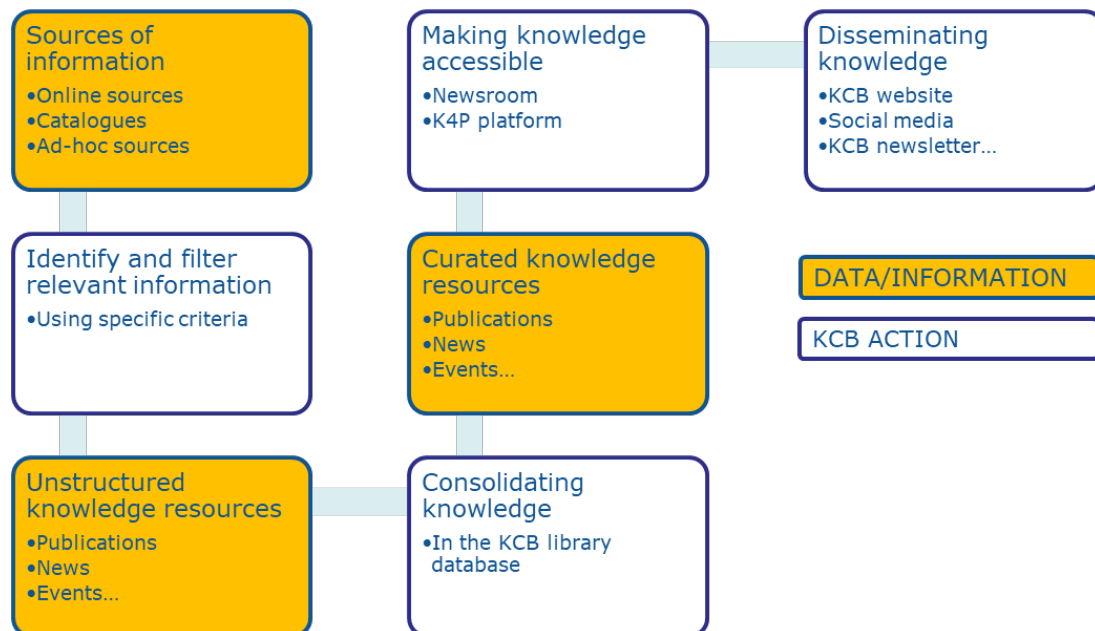 Sources of
information
•Online sources
•Catalogues
•Ad-hoc sources
Identify and filter
relevant information
•Using specific criteria
Unstructured
knowledge resources
•Publications
•News
•Events…
Consolidating
knowledge
•In the KCB library
database
Curated knowledge
resources
•Publications
•News
•Events…
Making knowledge
accessible
•Newsroom
•K4P platform
Disseminating
knowledge
•KCB website
•Social media
•KCB newsletter…
DATA/INFORMATION
KCB ACTION